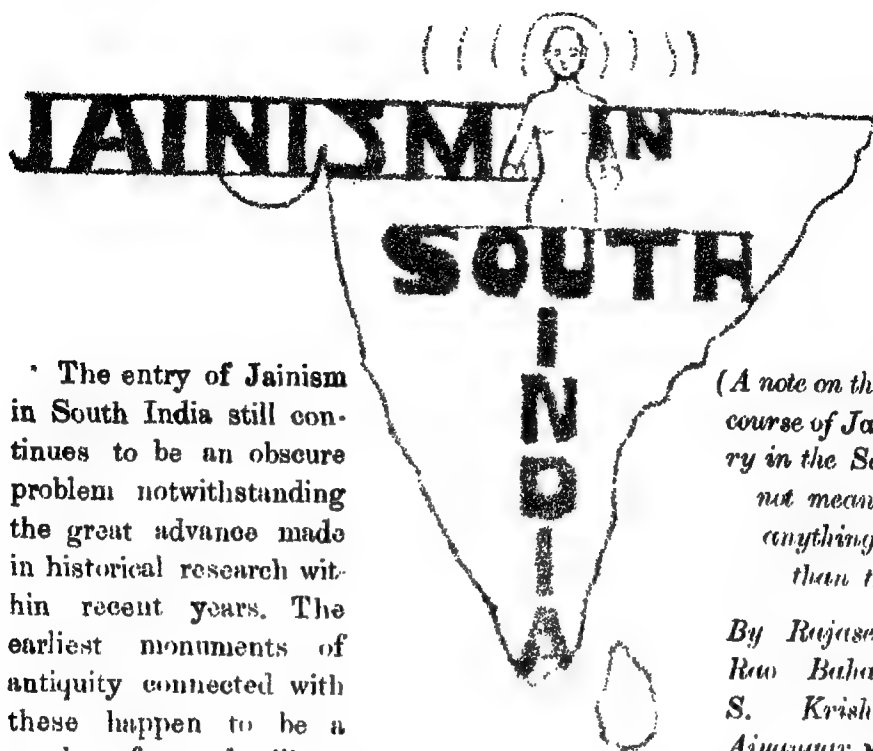 JAINISM IN
SOUTH
INDIA
The entry of Jainism
in South India still con-
tinues to be an obscure
problem notwithstanding
the great advance made
in historical research wit-
hin recent years. The
earliest monuments of
antiquity connected with
these happen to be a
(A note on th
course of Ja
ry in the So
not mean
anything
than t
By Rajase
Rao Baha
S. Krish